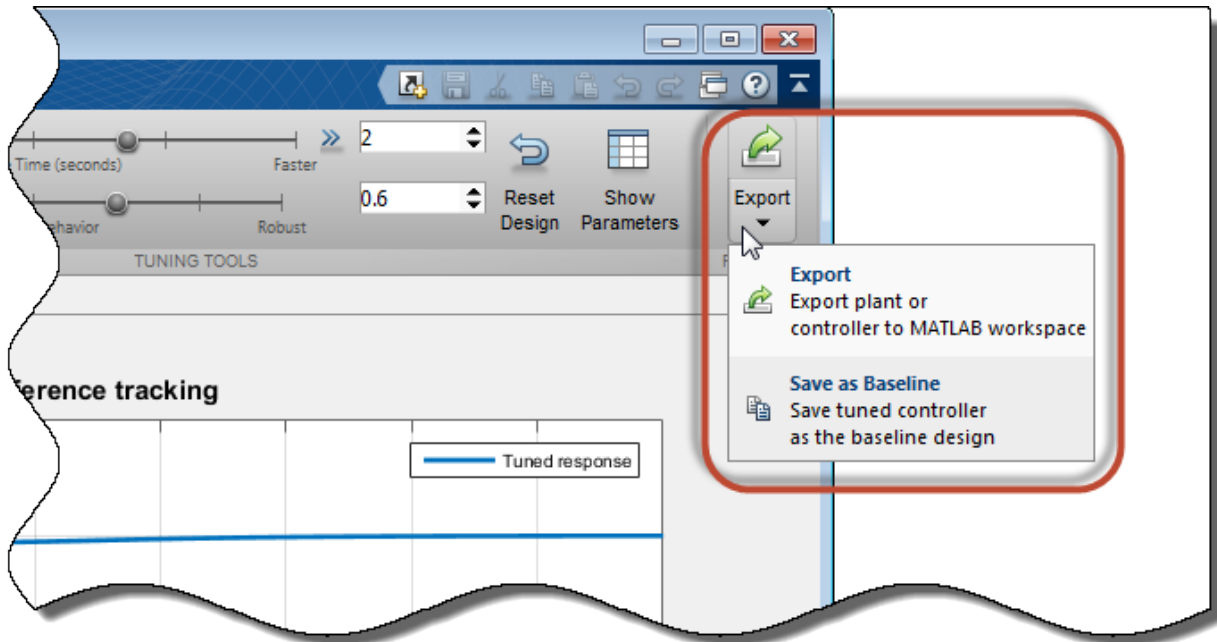 Time (seconds)
Faster
2
ehavior
Robust
0.6
Reset
Design
Show
Parameters
Export
TUNING TOOLS
Export
Export plant or
controller to MATLAB workspace
Save as Baseline
Save tuned controller
as the baseline design
erence tracking
Tuned response